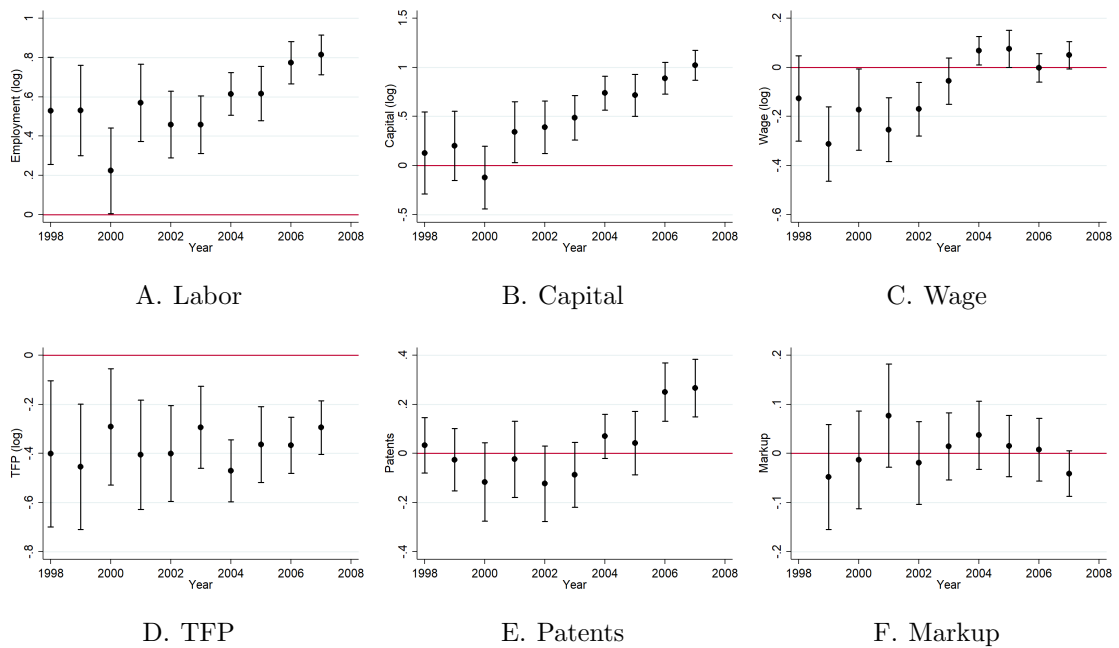 Employment (log)
1
.8
.6
.4
.2
0
1998 2000 2002 2004 2006 2008
Year
A. Labor
Capital (log)
1.5
1
.5
0
-.5
1998 2000 2002 2004 2006 2008
Year
B. Capital
Wage (log)
.2
0
-.2
-.4
-.6
1998 2000 2002 2004 2006 2008
Year
C. Wage
TFP (log)
0
-.2
-.4
-.6
-.8
1998 2000 2002 2004 2006 2008
Year
D. TFP
Patents
.4
.2
0
-.2
-.4
1998 2000 2002 2004 2006 2008
Year
E. Patents
Markup
.2
.1
0
-.1
-.2
1998 2000 2002 2004 2006 2008
Year
F. Markup